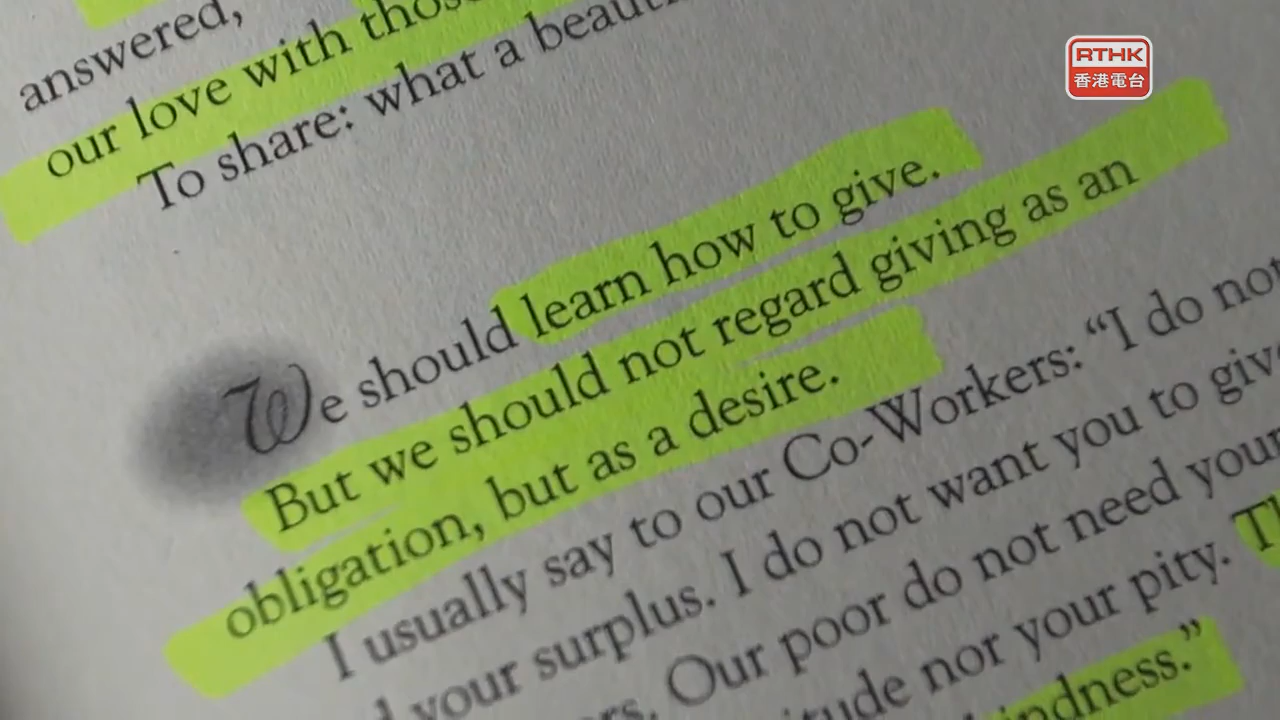 RTHK
香港電台
answered,
our love with those
To share: what a
We should learn how to give.
But we should not regard giving as an
obligation, but as a desire.
I usually say to our Co-Workers: “I do not
your surplus. I do not want you to
Our poor do not need your
nor your pity.